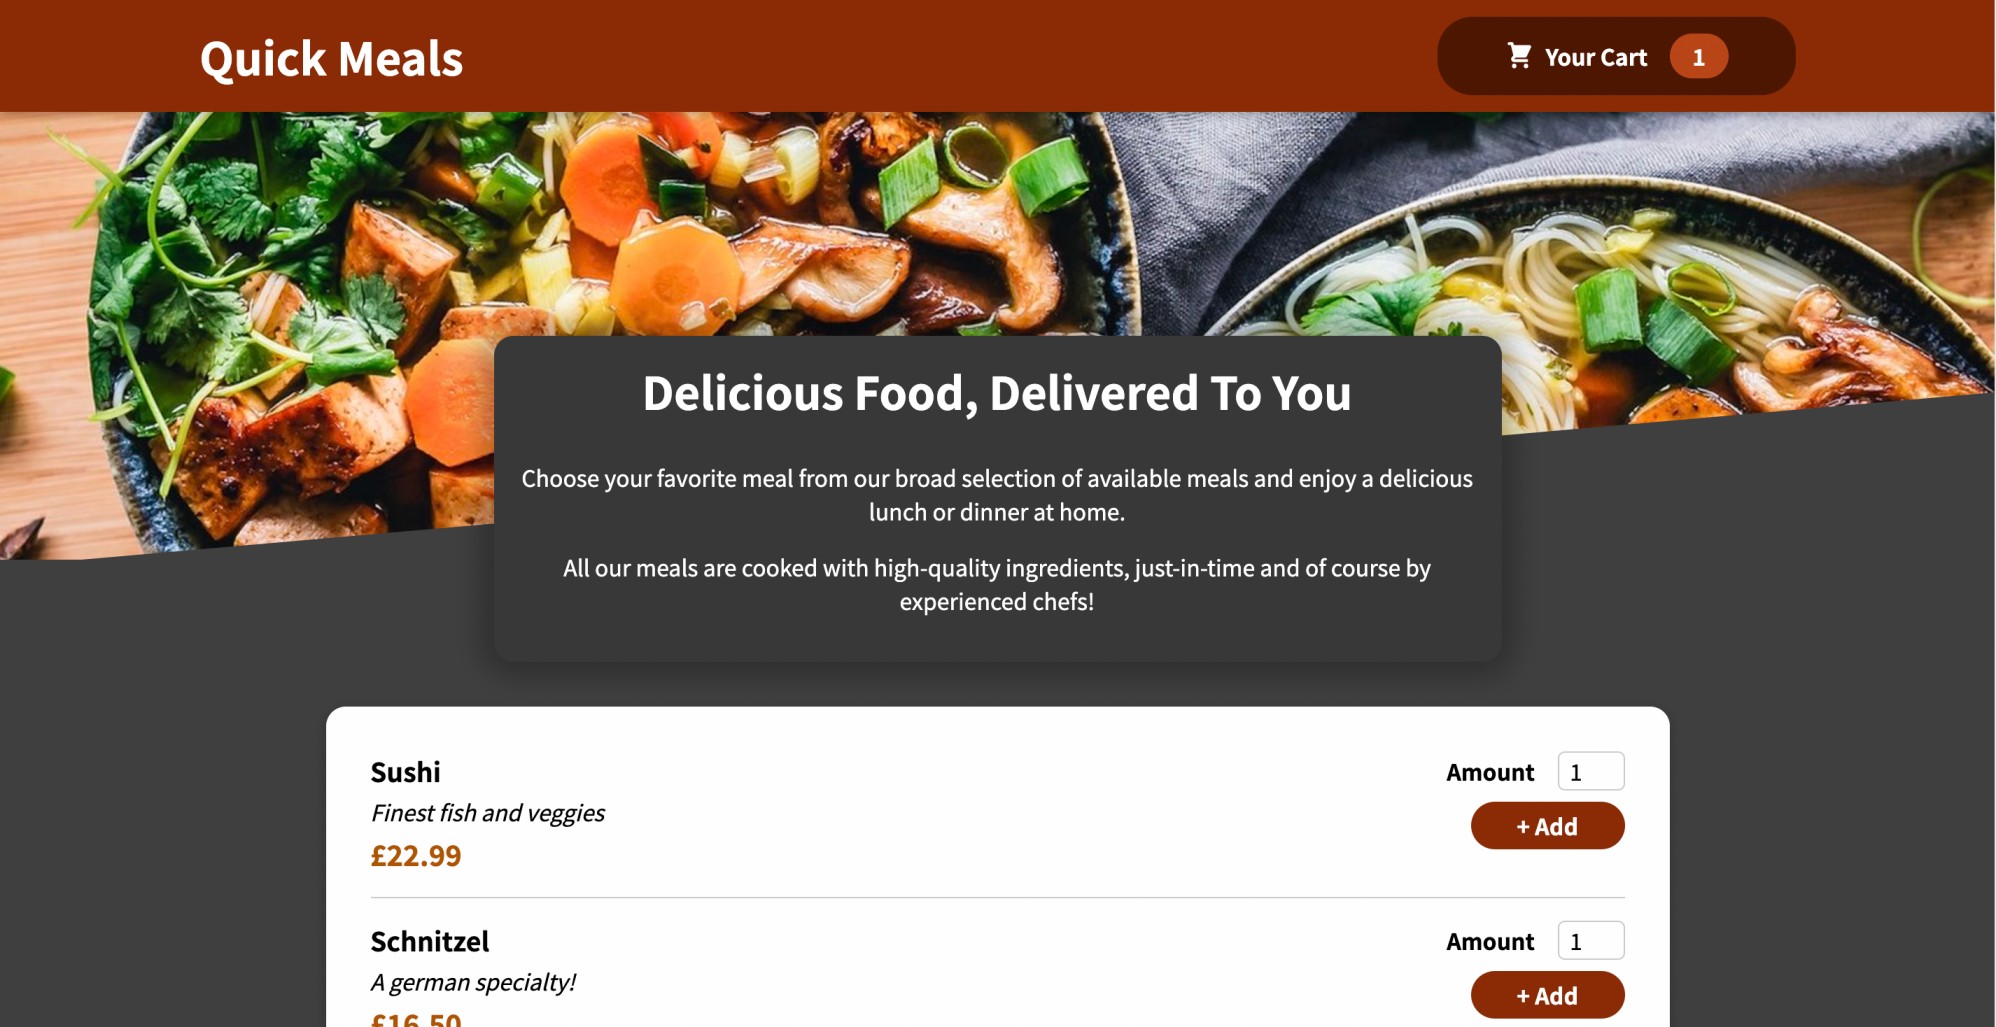 Quick Meals
Your Cart 1
Delicious Food, Delivered To You
Choose your favorite meal from our broad selection of available meals and enjoy a delicious
lunch or dinner at home.
All our meals are cooked with high-quality ingredients, just-in-time and of course by
experienced chefs!
Sushi
Amount 1
Finest fish and veggies
+ Add
£22.99
Schnitzel
Amount 1
A german specialty!
+ Add
£16.50